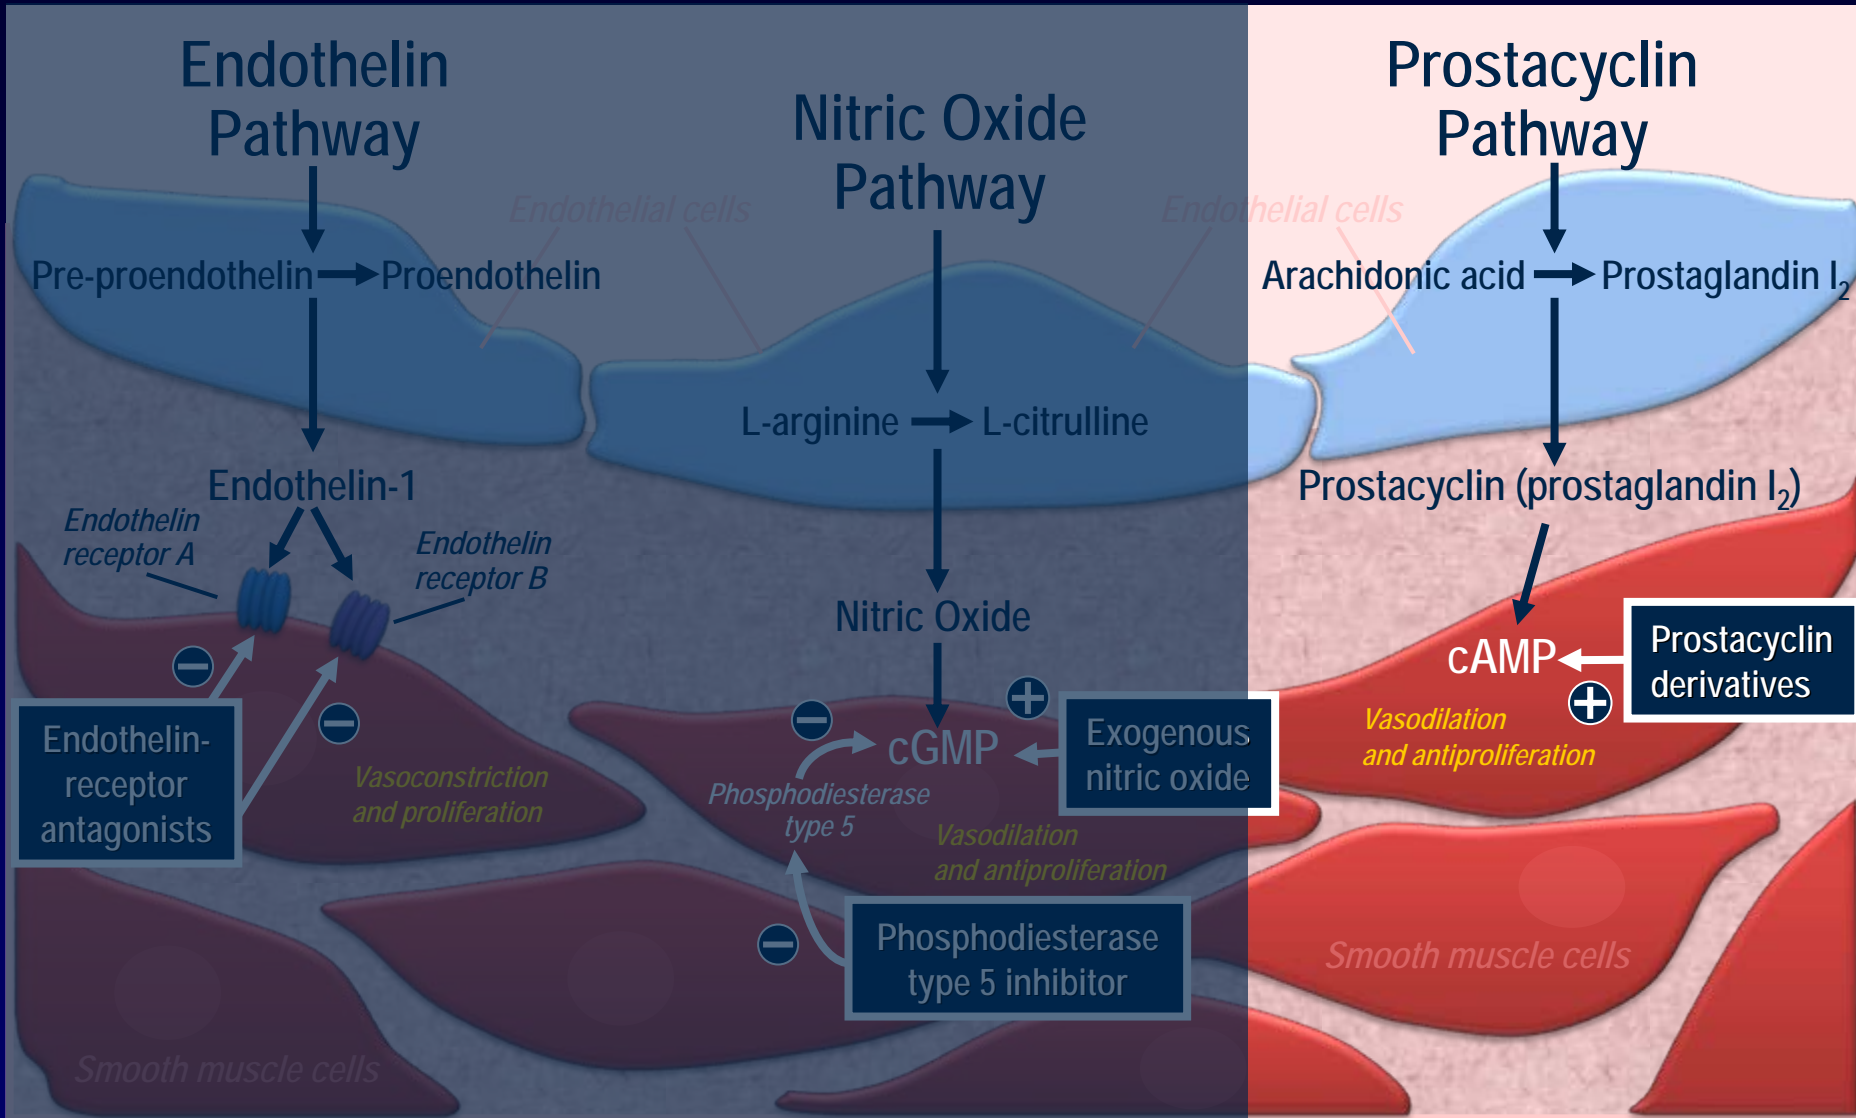 Endothelin
Pathway
Endothelial cells
Pre-proendothelin Proendothelin
Endothelin-1
Endothelin
receptor A
Endothelin
receptor B
−
−
Endothelin-
receptor
antagonists
Vasoconstriction
and proliferation
Smooth muscle cells
Nitric Oxide
Pathway
Endothelial cells
L-arginine L-citrulline
Nitric Oxide
−
+
cGMP
Exogenous
nitric oxide
Phosphodiesterase
type 5
Vasodilation
and antiproliferation
−
Phosphodiesterase
type 5 inhibitor
Prostacyclin
Pathway
Arachidonic acid Prostaglandin I₂
Prostacyclin (prostaglandin I₂)
cAMP
+
Prostacyclin
derivatives
Vasodilation
and antiproliferation
Smooth muscle cells